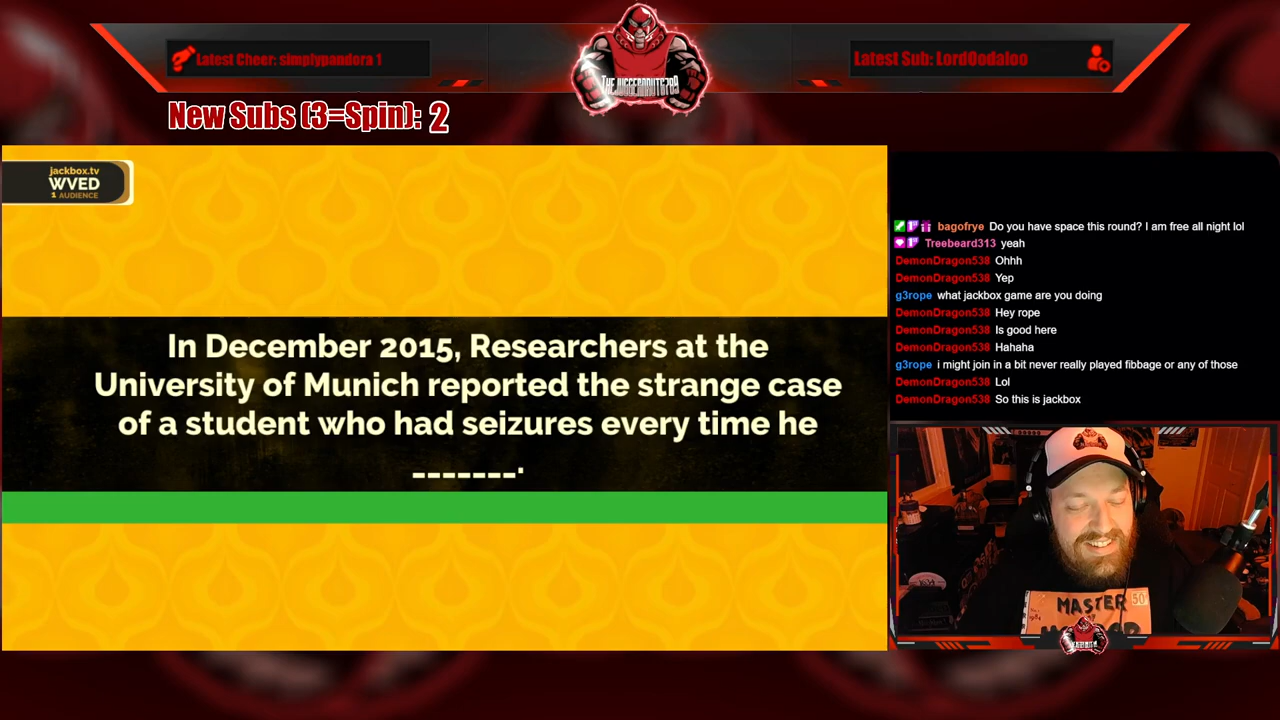 Latest Cheer: simplypandora 1
THEJUGGERNAUT6789
Latest Sub: LordOodaloo
New Subs (3=Spin): 2
jackbox.tv
WVED
1 AUDIENCE
In December 2015, Researchers at the
University of Munich reported the strange case
of a student who had seizures every time he
_______.
bagofrye Do you have space this round? I am free all night lol
Treebeard313 yeah
DemonDragon538 Ohhh
DemonDragon538 Yep
g3rope what jackbox game are you doing
DemonDragon538 Hey rope
DemonDragon538 Is good here
DemonDragon538 Hahaha
g3rope i might join in a bit never really played fibbage or any of those
DemonDragon538 Lol
DemonDragon538 So this is jackbox
MASTER
50